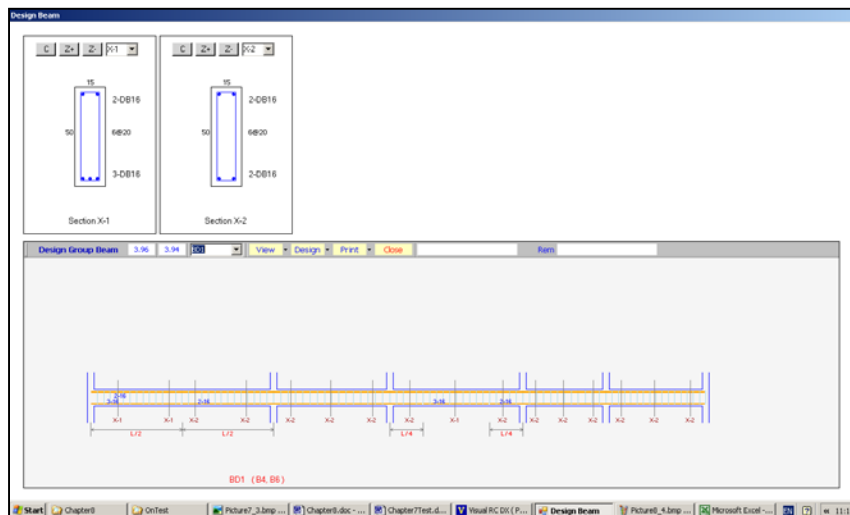 Design Beam
C Z+ Z- X-1
15
2-DB16
50 6@20
3-DB16
Section X-1
C Z+ Z- X-2
15
2-DB16
50 6@20
2-DB16
Section X-2
Design Group Beam 3.96 3.94 BD1 View Design Print Close Rem
2-16
3-16 2-16 3-16 2-16
X-1 X-1 X-2 X-2 X-2 X-2 X-2 X-2 X-1 X-2 X-2 X-2 X-2 X-2 X-2 X-2
L/2 L/2 L/4 L/4
BD1 (B4, B6)
Start Chapter8 OnTest Picture7_3.bmp ... Chapter8.doc - ... Chapter7Test.d... Visual RC DX ( P... Design Beam Picture8_4.bmp ... Microsoft Excel -... EN ? « 11:1